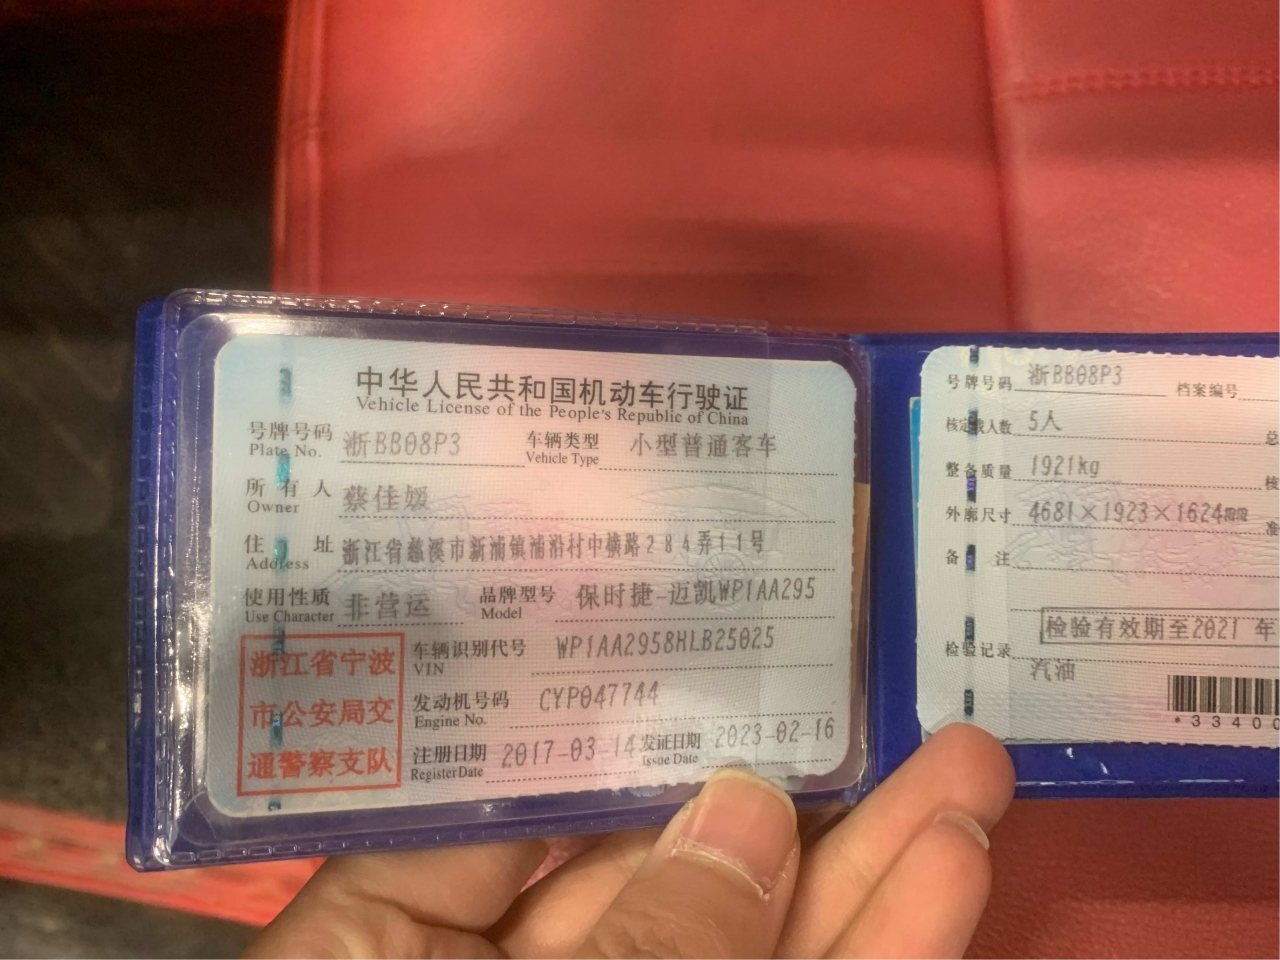 中华人民共和国机动车行驶证
Vehicle License of the People's Republic of China
号牌号码 浙BB08P3 车辆类型 小型普通客车
Plate No. Vehicle Type
所有人 蔡佳媛
Owner
住址 浙江省慈溪市新浦镇浦沿村中横路284弄11号
Address
使用性质 非营运 品牌型号 保时捷-迈凯WP1AA295
Use Character Model
浙江省宁波
市公安局交
通警察支队
车辆识别代号 WP1AA2958HLB25025
VIN
发动机号码 CYP047744
Engine No.
注册日期 2017-03-14 发证日期 2023-02-16
Register Date Issue Date
号牌号码 浙BB08P3 档案编号
核定载人数 5人 总
整备质量 1921kg 核
外廓尺寸 4681×1923×1624mm 准
备注
检验有效期至2021 年
检验记录
汽油
*33400